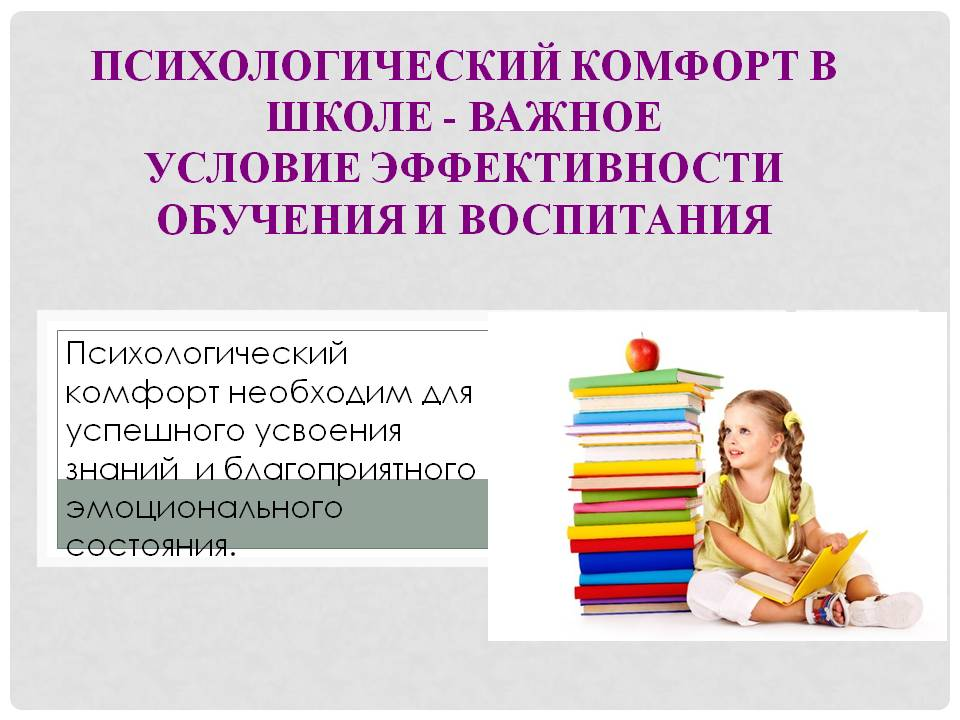 ПСИХОЛОГИЧЕСКИЙ КОМФОРТ В
ШКОЛЕ - ВАЖНОЕ
УСЛОВИЕ ЭФФЕКТИВНОСТИ
ОБУЧЕНИЯ И ВОСПИТАНИЯ
Психологический
комфорт необходим для
успешного усвоения
знаний и благоприятного
эмоционального
состояния.